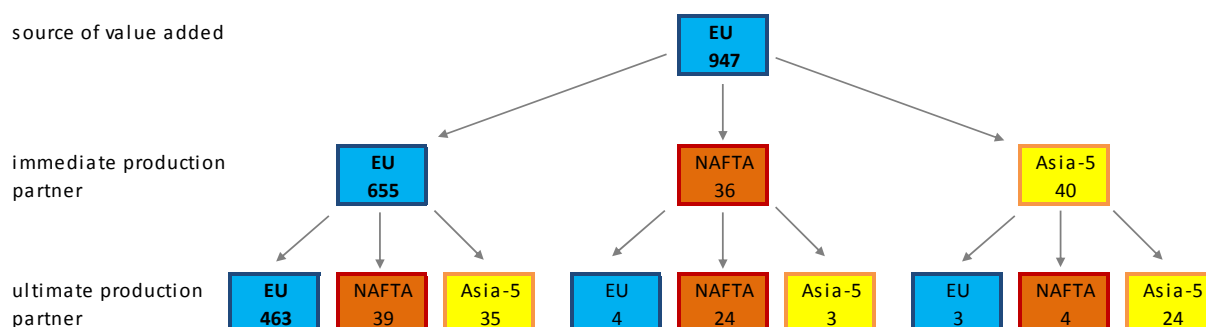 source of value added
EU
947
immediate production
partner
EU
655
NAFTA
36
Asia-5
40
ultimate production
partner
EU
463
NAFTA
39
Asia-5
35
EU
4
NAFTA
24
Asia-5
3
EU
3
NAFTA
4
Asia-5
24